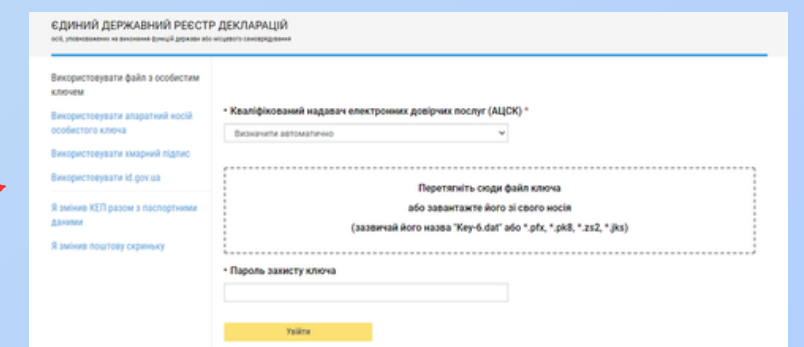 ЄДИНИЙ ДЕРЖАВНИЙ РЕЄСТР ДЕКЛАРАЦІЙ
осіб, уповноважених на виконання функцій держави або місцевого самоврядування
Використовувати файл з особистим
ключем
Використовувати апаратний носій
особистого ключа
Використовувати хмарний підпис
Використовувати id.gov.ua
Я змінив КЕП разом з паспортними
даними
Я змінив поштову скриньку
• Кваліфікований надавач електронних довірчих послуг (АЦСК) *
Визначити автоматично
Перетягніть сюди файл ключа
або завантажте його зі свого носія
(зазвичай його назва "Key-6.dat" або *.pfx, *.pk8, *.zs2, *.jks)
• Пароль захисту ключа
Увійти